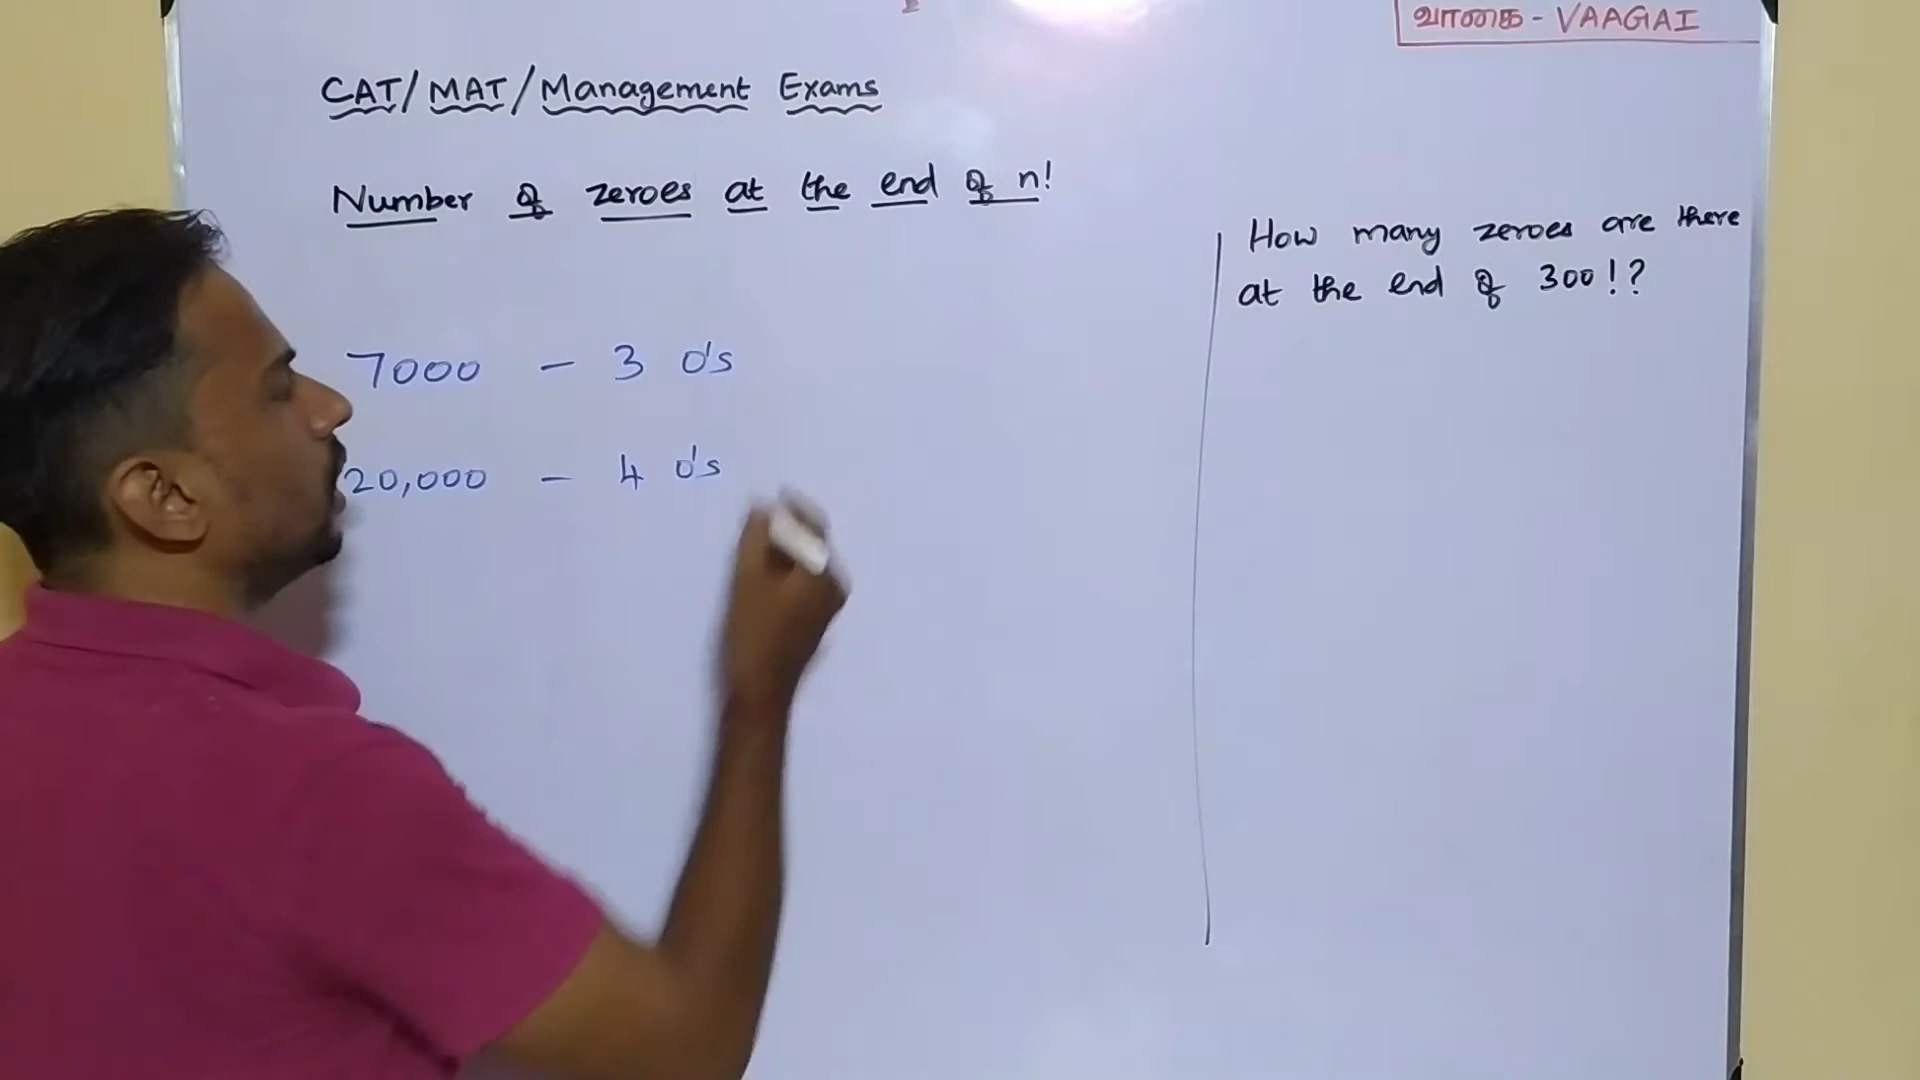 வாகை - VAAGAI
CAT/MAT/Management Exams
Number of zeroes at the end of n!
7000 - 3 0's
20,000 - 4 0's
How many zeroes are there
at the end of 300!?